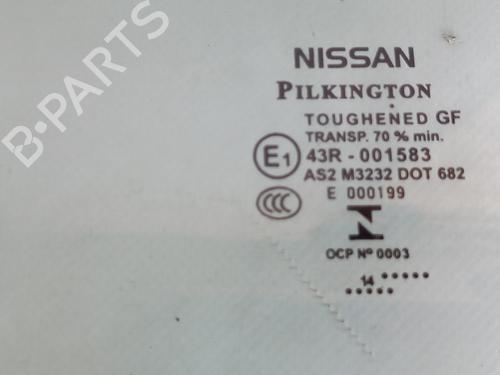 B-PARTS
NISSAN
PILKINGTON
TOUGHENED GF
TRANSP. 70 % min.
E1 43R - 001583
AS2 M3232 DOT 682
CCC E 000199
OCP Nº 0003
14